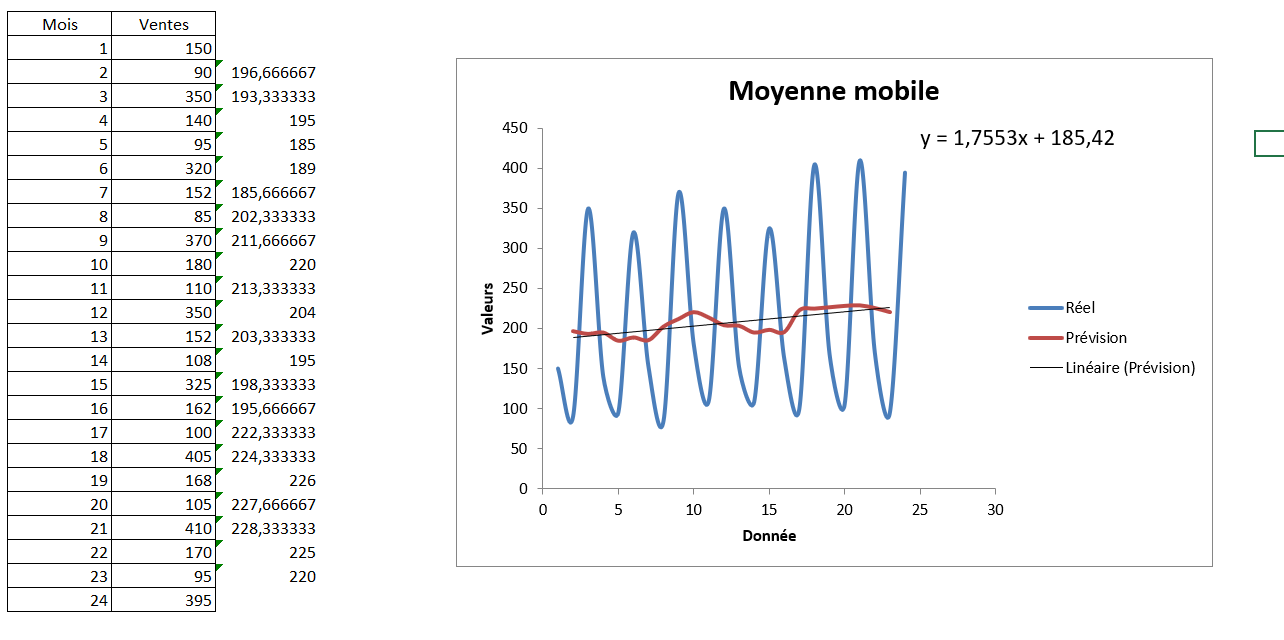 Mois Ventes
1 150
2 90 196,666667
3 350 193,333333
4 140 195
5 95 185
6 320 189
7 152 185,666667
8 85 202,333333
9 370 211,666667
10 180 220
11 110 213,333333
12 350 204
13 152 203,333333
14 108 195
15 325 198,333333
16 162 195,666667
17 100 222,333333
18 405 224,333333
19 168 226
20 105 227,666667
21 410 228,333333
22 170 225
23 95 220
24 395
Moyenne mobile
y = 1,7553x + 185,42
450
400
350
300
250
200
150
100
50
0
Valeurs
0 5 10 15 20 25 30
Donnée
Réel
Prévision
Linéaire (Prévision)